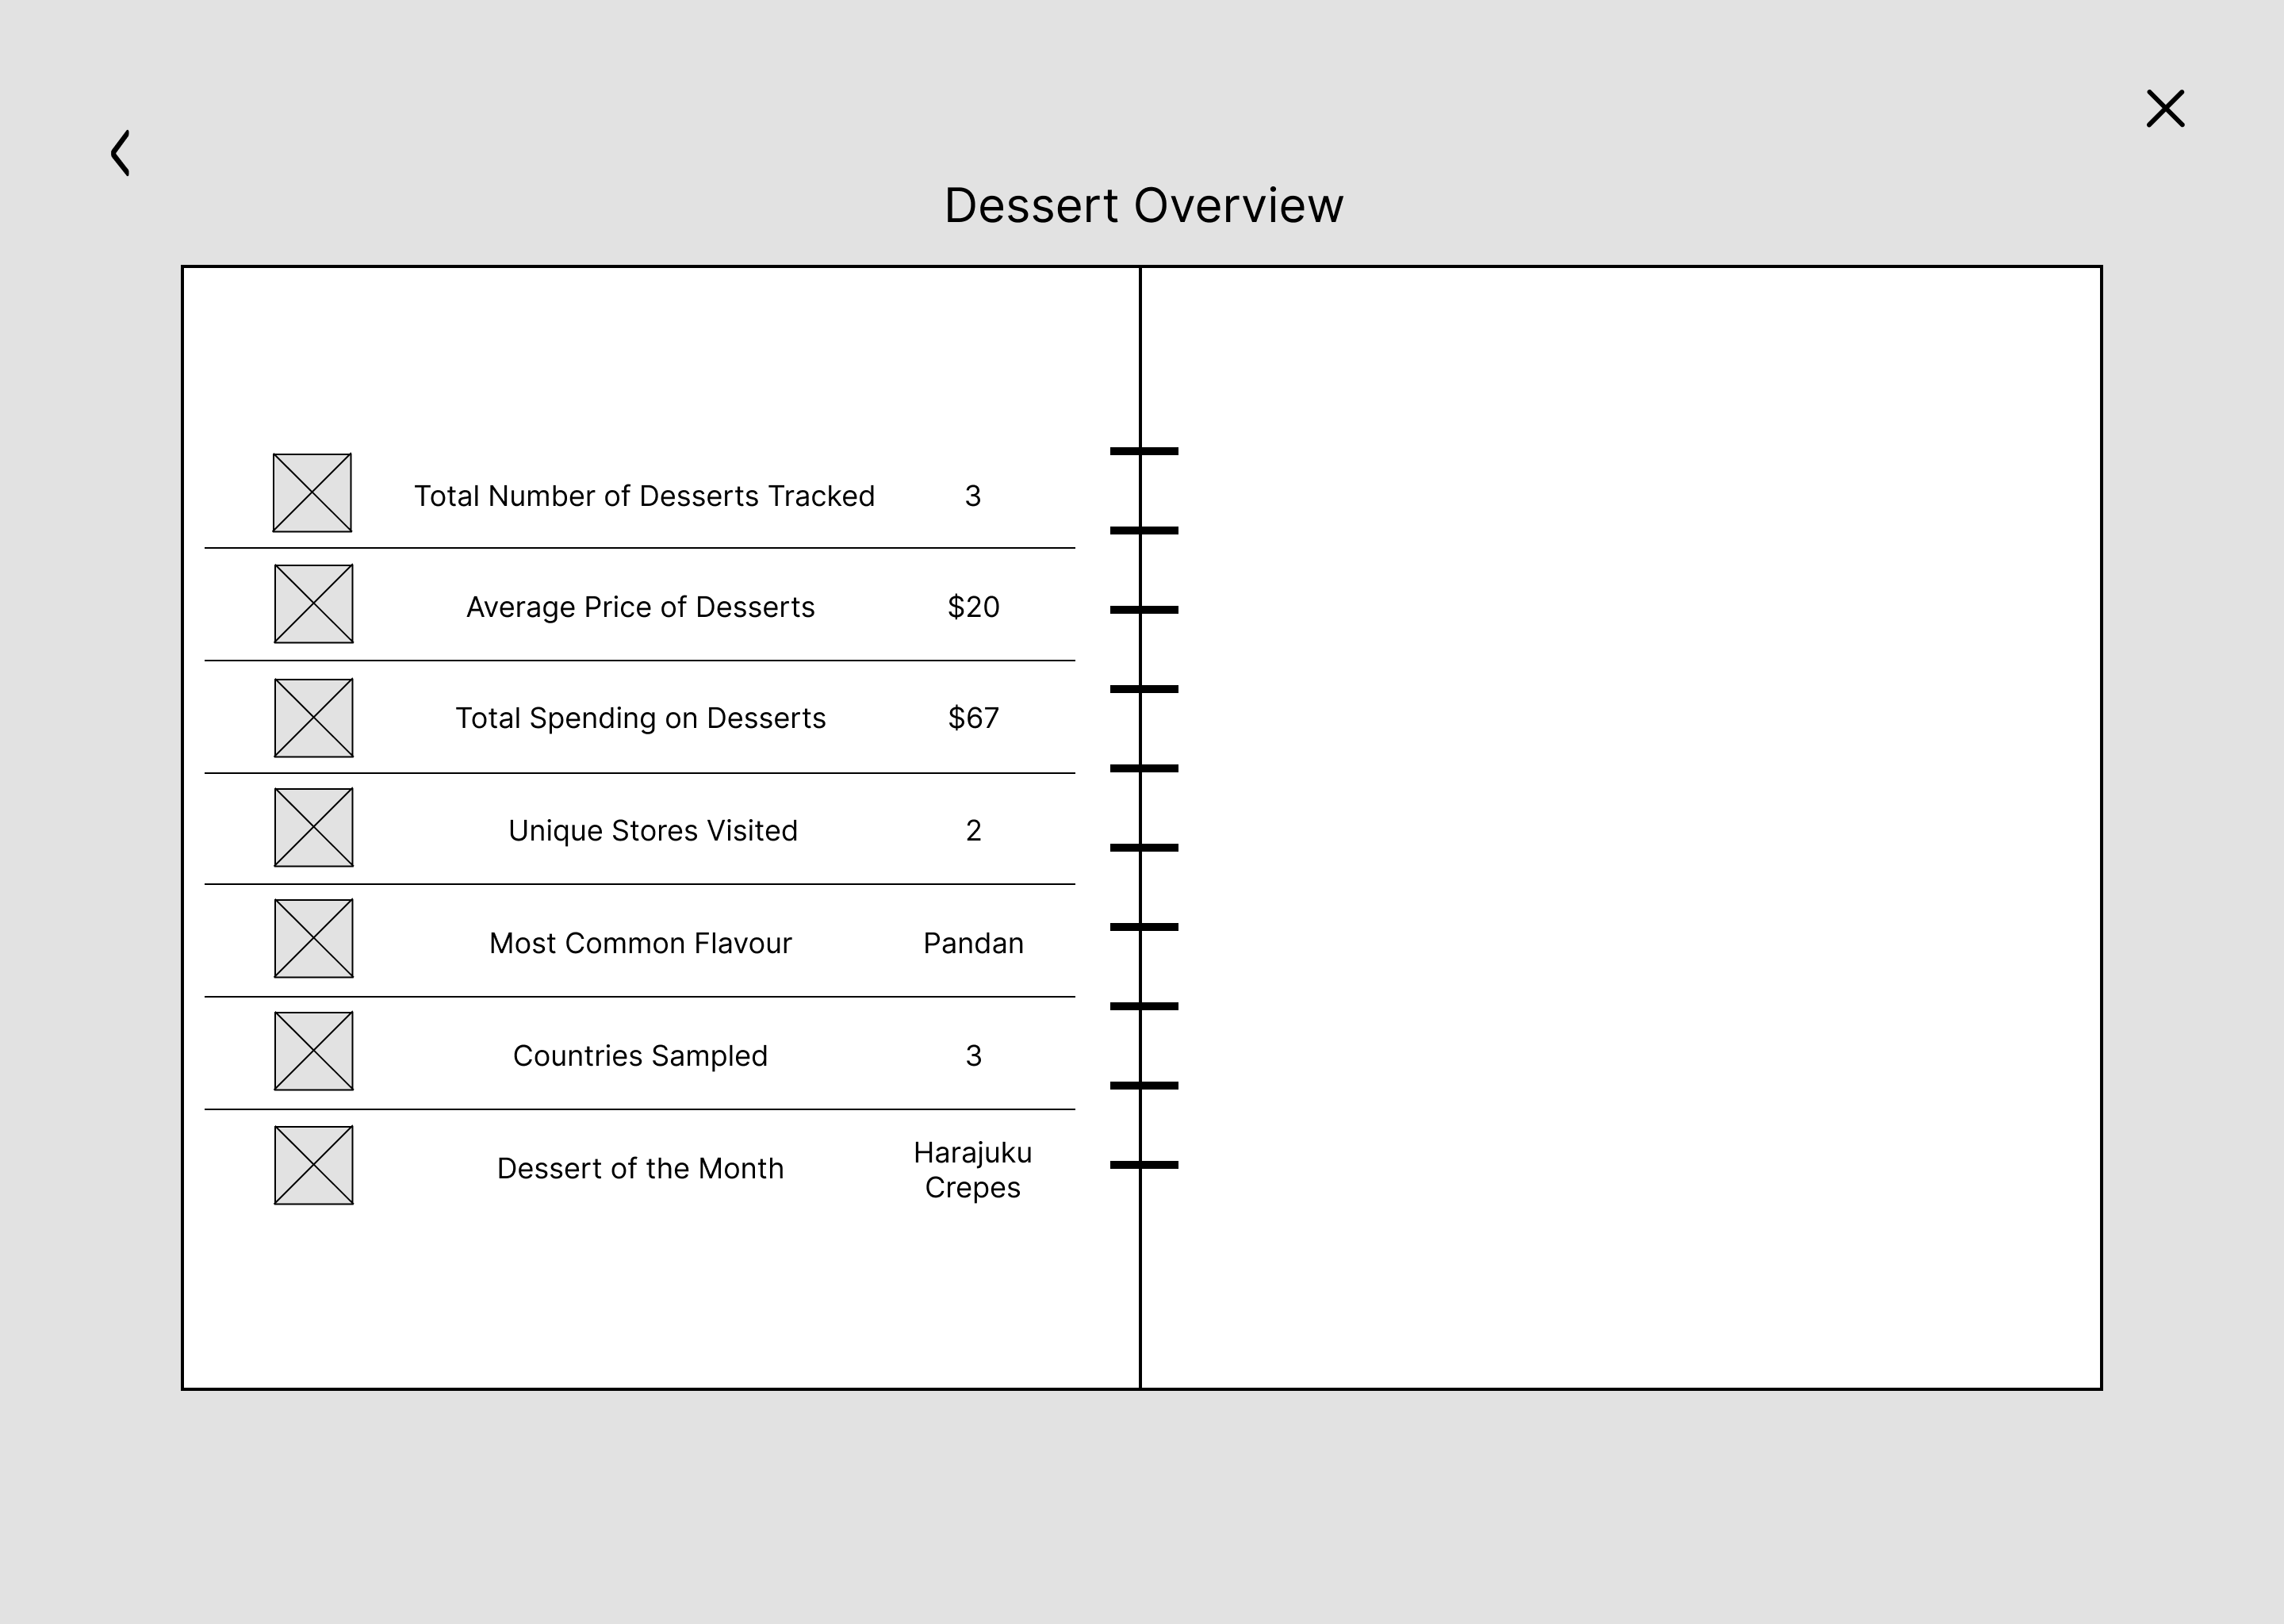 Dessert Overview
Total Number of Desserts Tracked 3
Average Price of Desserts $20
Total Spending on Desserts $67
Unique Stores Visited 2
Most Common Flavour Pandan
Countries Sampled 3
Dessert of the Month Harajuku
Crepes